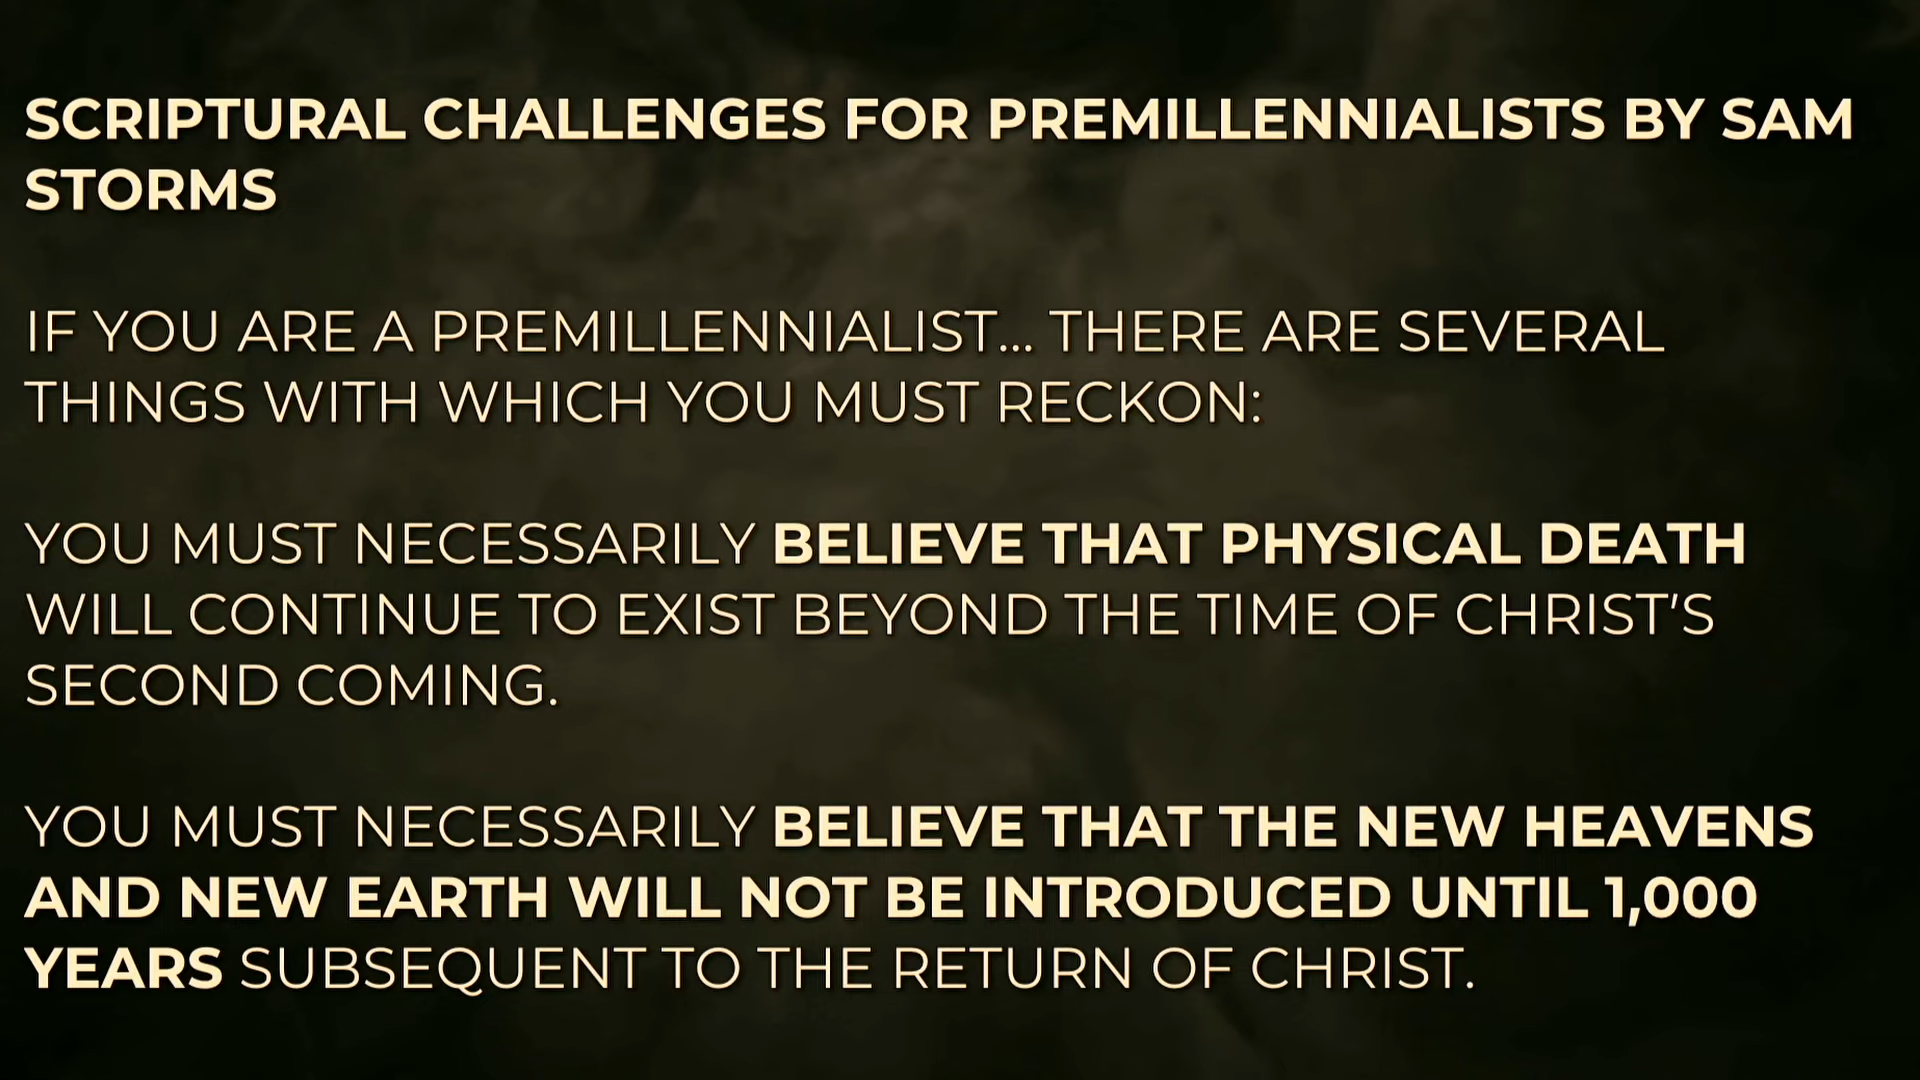 SCRIPTURAL CHALLENGES FOR PREMILLENNIALISTS BY SAM
STORMS
IF YOU ARE A PREMILLENNIALIST... THERE ARE SEVERAL
THINGS WITH WHICH YOU MUST RECKON:
YOU MUST NECESSARILY BELIEVE THAT PHYSICAL DEATH
WILL CONTINUE TO EXIST BEYOND THE TIME OF CHRIST'S
SECOND COMING.
YOU MUST NECESSARILY BELIEVE THAT THE NEW HEAVENS
AND NEW EARTH WILL NOT BE INTRODUCED UNTIL 1,000
YEARS SUBSEQUENT TO THE RETURN OF CHRIST.